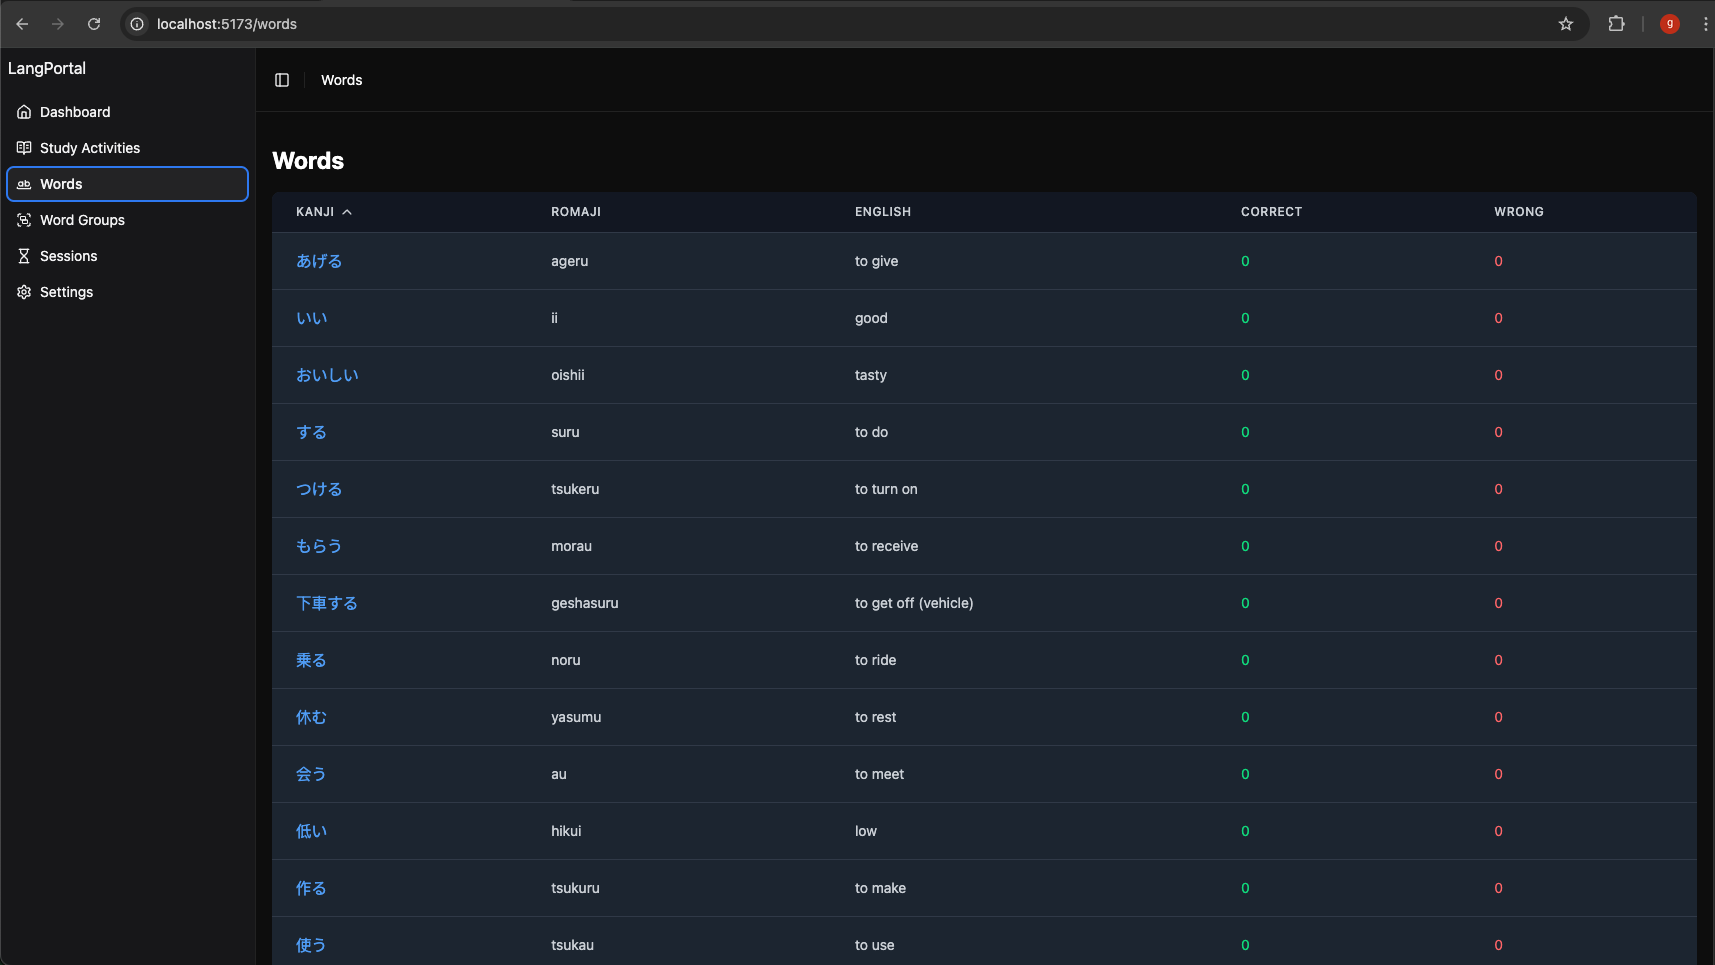 localhost:5173/words
g
LangPortal
Dashboard
Study Activities
ab Words
Word Groups
Sessions
Settings
Words
Words
KANJI ROMAJI ENGLISH CORRECT WRONG
あげる ageru to give 0 0
いい ii good 0 0
おいしい oishii tasty 0 0
する suru to do 0 0
つける tsukeru to turn on 0 0
もらう morau to receive 0 0
下車する geshasuru to get off (vehicle) 0 0
乗る noru to ride 0 0
休む yasumu to rest 0 0
会う au to meet 0 0
低い hikui low 0 0
作る tsukuru to make 0 0
使う tsukau to use 0 0